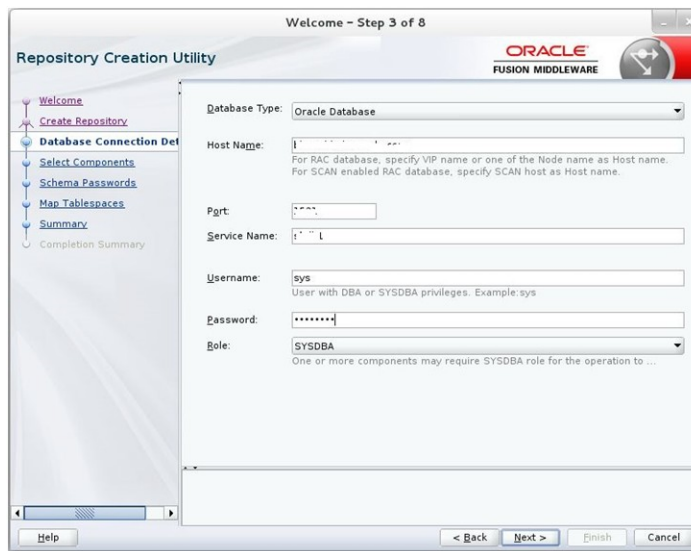 Welcome – Step 3 of 8
Repository Creation Utility
ORACLE
FUSION MIDDLEWARE
Welcome
Create Repository
Database Connection Det
Select Components
Schema Passwords
Map Tablespaces
Summary
Completion Summary
Database Type:
Oracle Database
Host Name:
For RAC database, specify VIP name or one of the Node name as Host name.
For SCAN enabled RAC database, specify SCAN host as Host name.
Port:
Service Name:
Username:
sys
User with DBA or SYSDBA privileges. Example:sys
Password:
••••••••
Role:
SYSDBA
One or more components may require SYSDBA role for the operation to ...
Help
< Back
Next >
Finish
Cancel